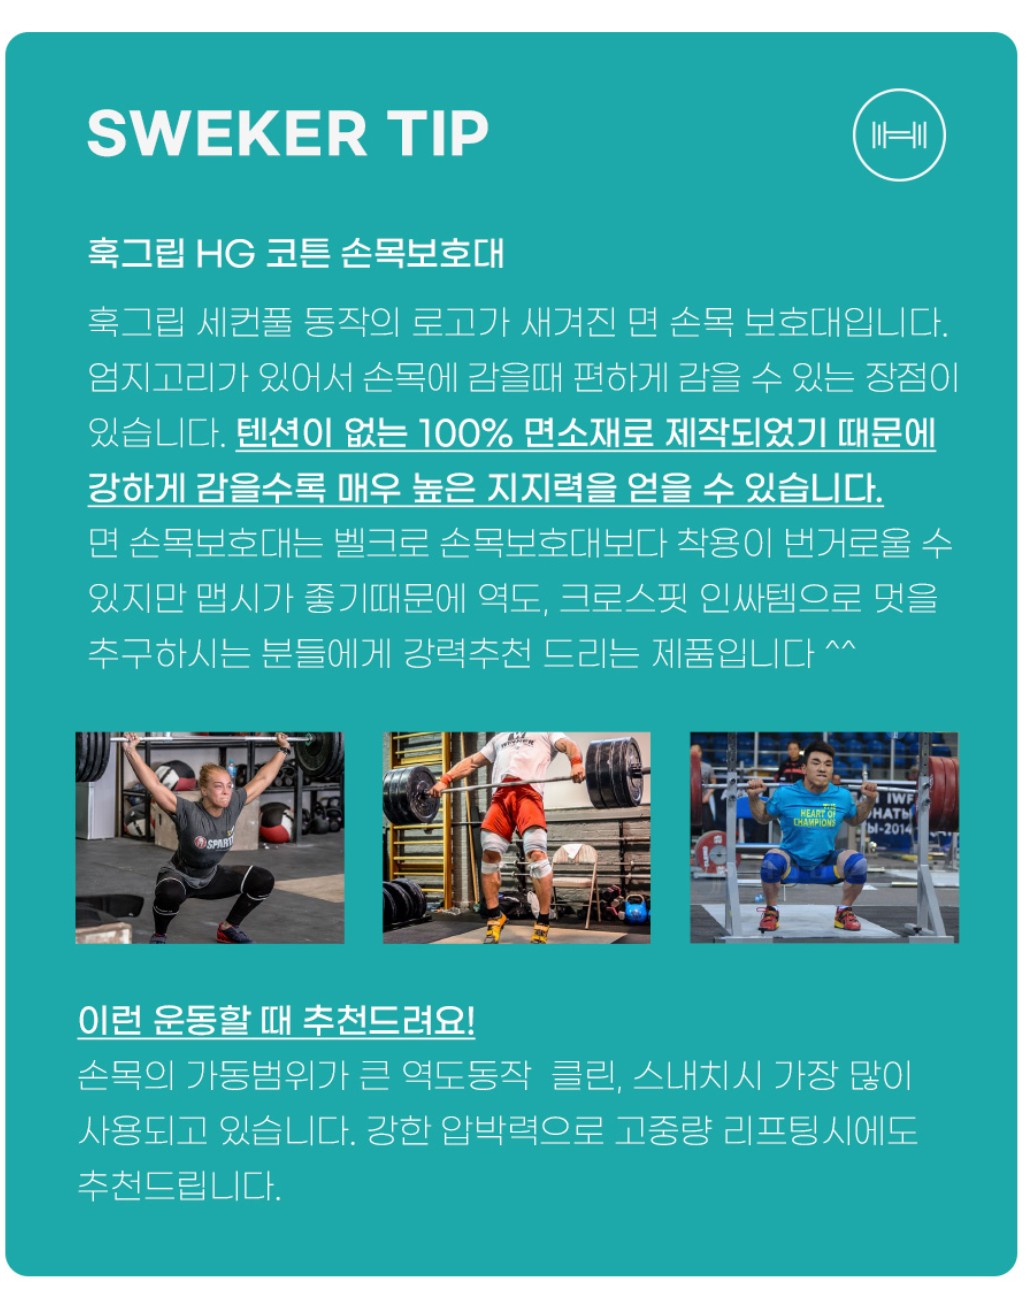 SWEKER TIP
훅그립 HG 코튼 손목보호대
훅그립 세컨풀 동작의 로고가 새겨진 면 손목 보호대입니다.
엄지고리가 있어서 손목에 감을때 편하게 감을 수 있는 장점이
있습니다. 텐션이 없는 100% 면소재로 제작되었기 때문에
강하게 감을수록 매우 높은 지지력을 얻을 수 있습니다.
면 손목보호대는 벨크로 손목보호대보다 착용이 번거로울 수
있지만 맵시가 좋기때문에 역도, 크로스핏 인싸템으로 멋을
추구하시는 분들에게 강력추천 드리는 제품입니다 ^^
SPART
HEART OF
CHAMPIONS
IWF
ОНАТЫ
Ы-2014
이런 운동할 때 추천드려요!
손목의 가동범위가 큰 역도동작 클린, 스내치시 가장 많이
사용되고 있습니다. 강한 압박력으로 고중량 리프팅시에도
추천드립니다.